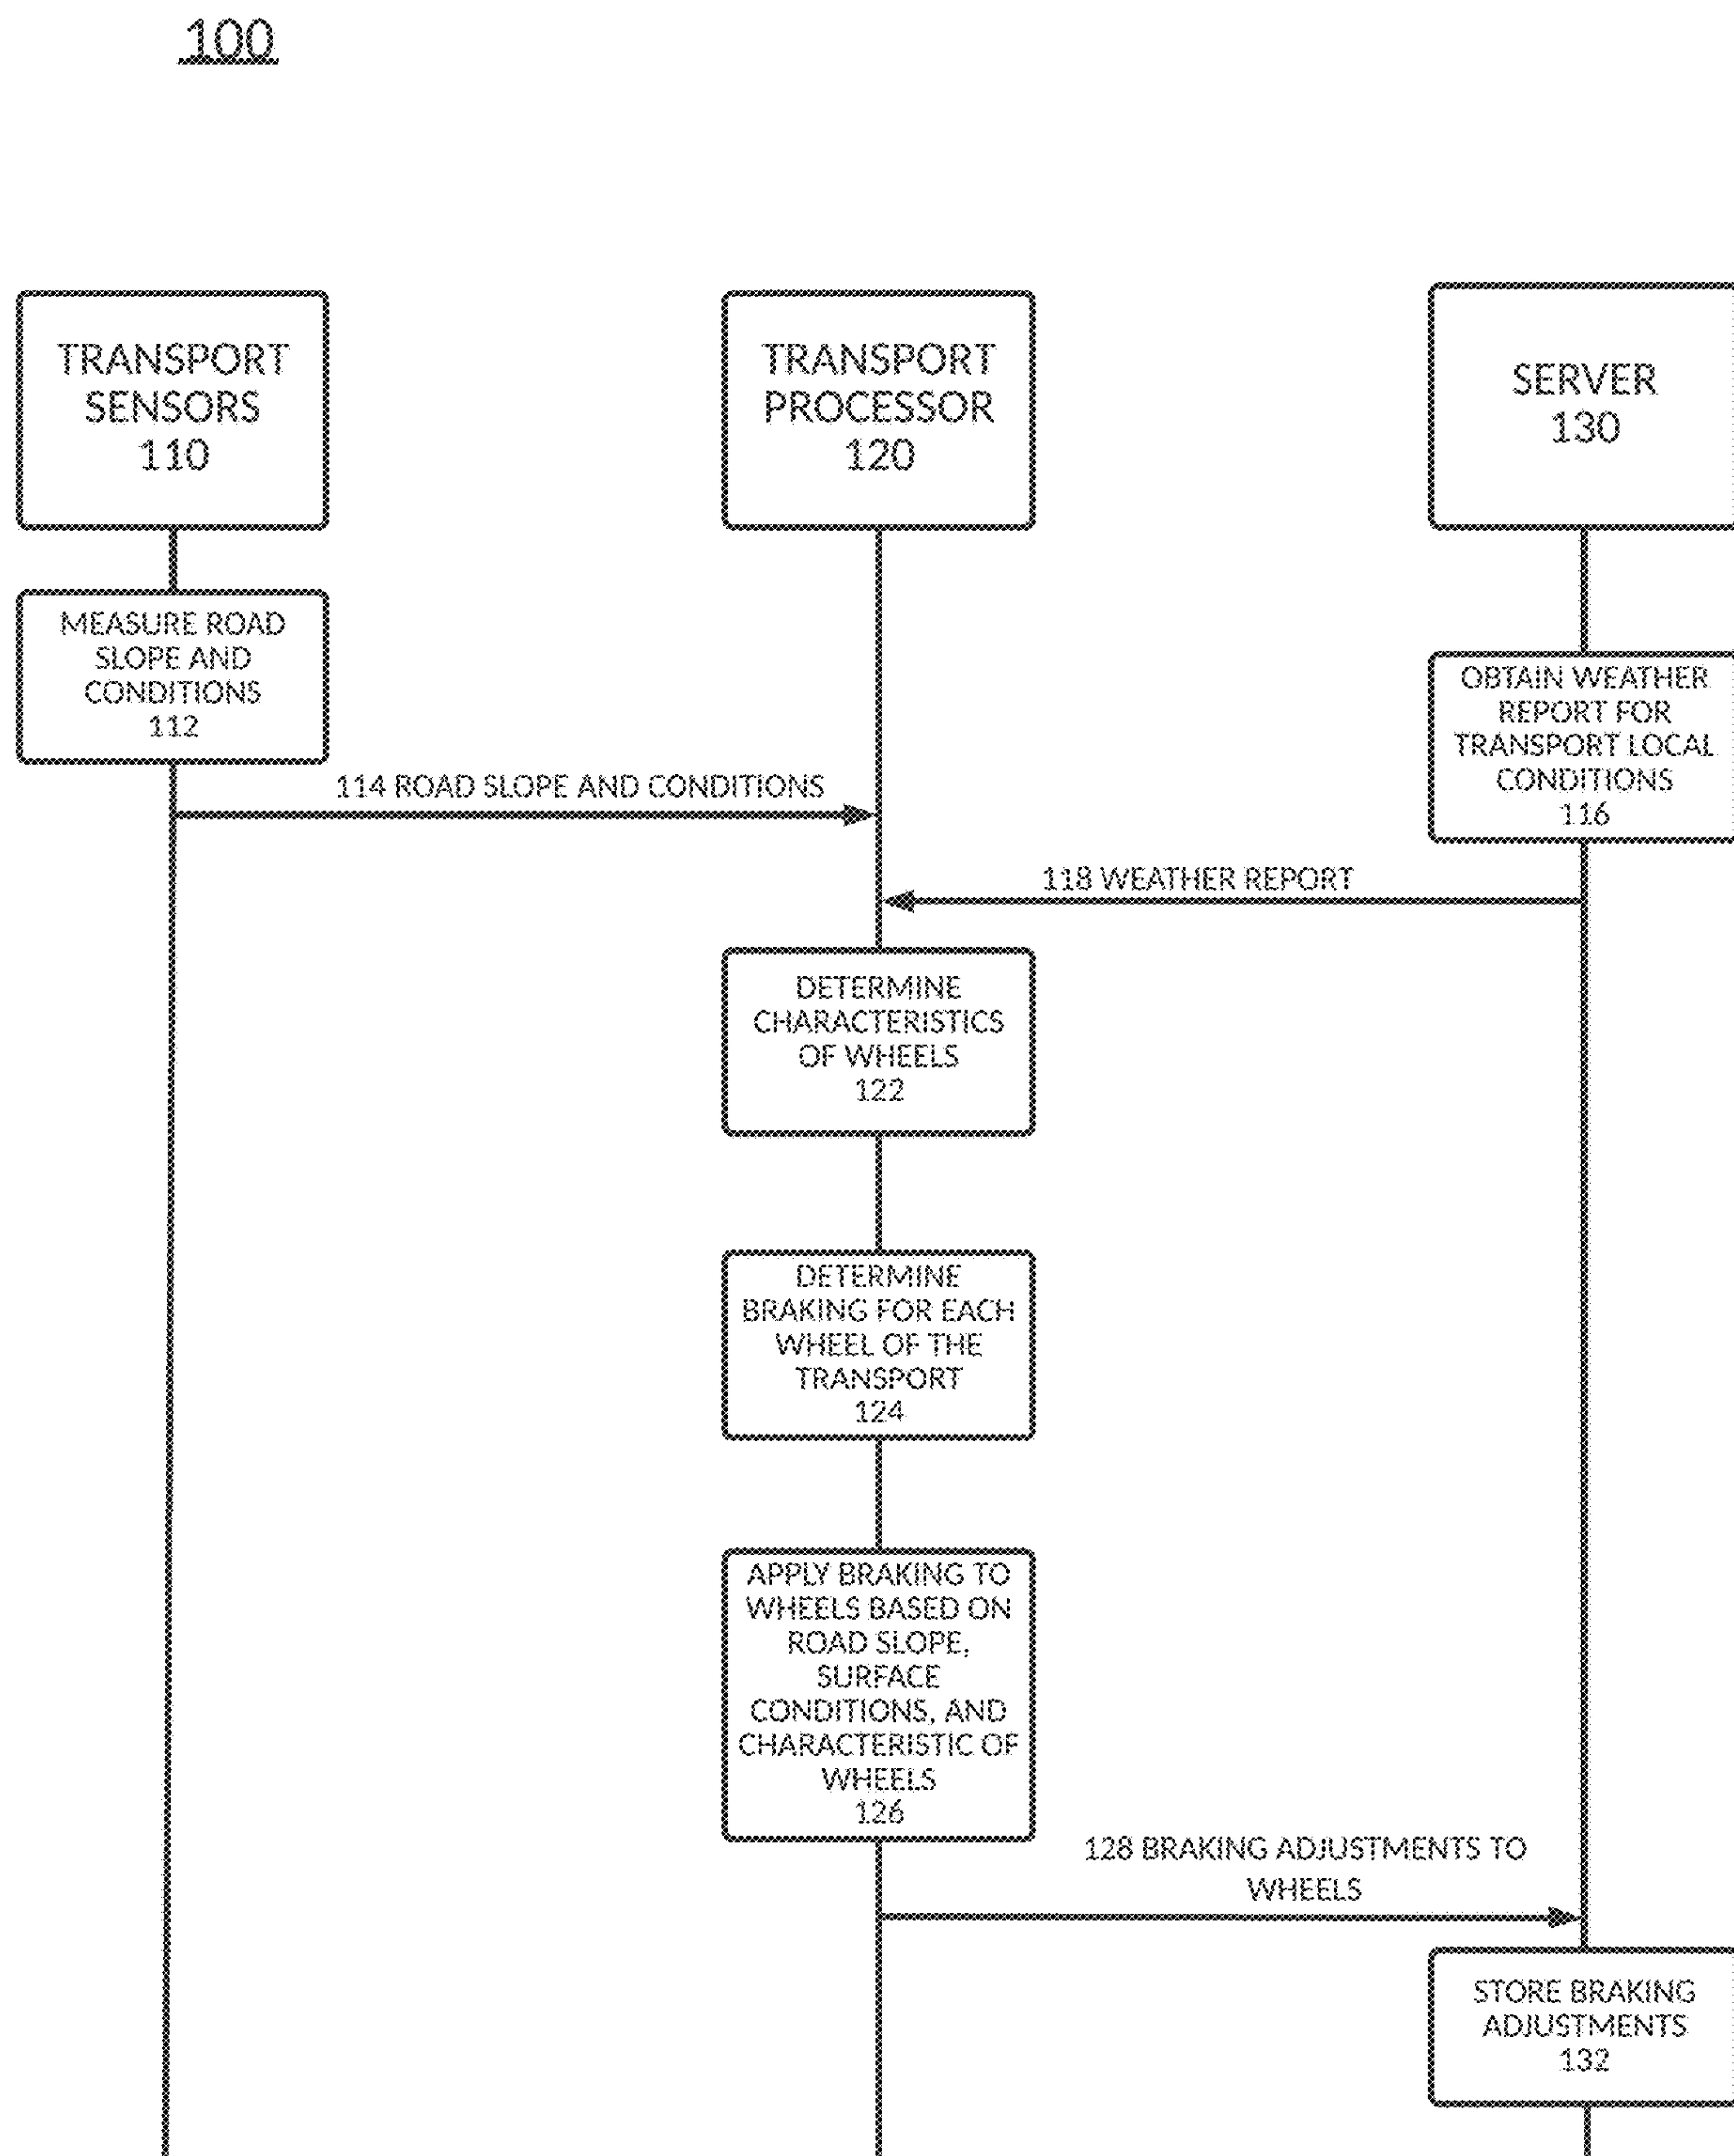 100
TRANSPORT
SENSORS
110
TRANSPORT
PROCESSOR
120
SERVER
130
MEASURE ROAD
SLOPE AND
CONDITIONS
112
OBTAIN WEATHER
REPORT FOR
TRANSPORT LOCAL
CONDITIONS
116
114 ROAD SLOPE AND CONDITIONS
118 WEATHER REPORT
DETERMINE
CHARACTERISTICS
OF WHEELS
122
DETERMINE
BRAKING FOR EACH
WHEEL OF THE
TRANSPORT
124
APPLY BRAKING TO
WHEELS BASED ON
ROAD SLOPE,
SURFACE
CONDITIONS, AND
CHARACTERISTIC OF
WHEELS
126
128 BRAKING ADJUSTMENTS TO
WHEELS
STORE BRAKING
ADJUSTMENTS
132